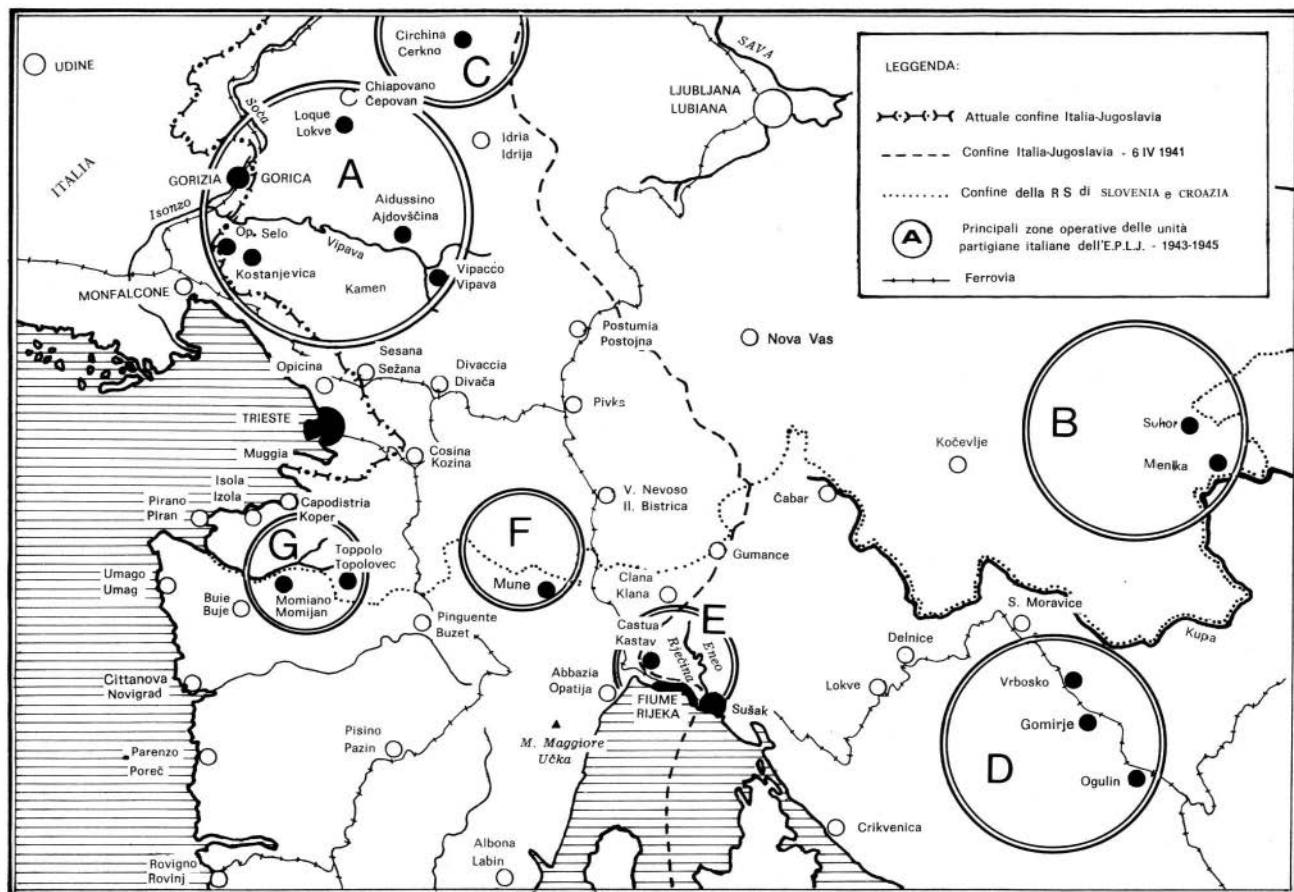 UDINE
ITALIA
Circhina
Cerkno
C
Chiapovano
Čepovan
Soča
Loque
Lokve
Idria
Idrija
A
GORIZIA
GORICA
Isonzo
Aidussino
Ajdovščina
Op. Selo
Kostanjevica
Vipava
Kamen
Vipacco
Vipava
MONFALCONE
SAVA
LJUBLJANA
LUBIANA
LEGGENDA:
Attuale confine Italia-Jugoslavia
Confine Italia-Jugoslavia - 6 IV 1941
Confine della R S di SLOVENIA e CROAZIA
A
Principali zone operative delle unità
partigiane italiane dell'E.P.L.J. - 1943-1945
Ferrovia
Postumia
Postojna
Nova Vas
Opicina
Sesana
Sežana
Divaccia
Divača
Pivks
TRIESTE
Muggia
Cosina
Kozina
B
Suhor
Menika
Kočevlje
Čabar
Isola
Izola
Pirano
PIran
Capodistria
Koper
V. Nevoso
Il. Bistrica
G
Toppolo
Topolovec
Momiano
Momijan
F
Mune
Gumance
Umago
Umag
Buie
Buje
Pinguente
Buzet
Clana
Klana
E
Castua
Kastav
Rječina
Eneo
S. Moravice
Kupa
Delnice
Lokve
Cittanova
Novigrad
Abbazia
Opatija
FIUME
RIJEKA
Sušak
Vrbosko
Gomirje
D
Ogulin
Parenzo
Poreč
Pisino
Pazin
M. Maggiore
Učka
Crikvenica
Albona
Labin
Rovigno
Rovinj